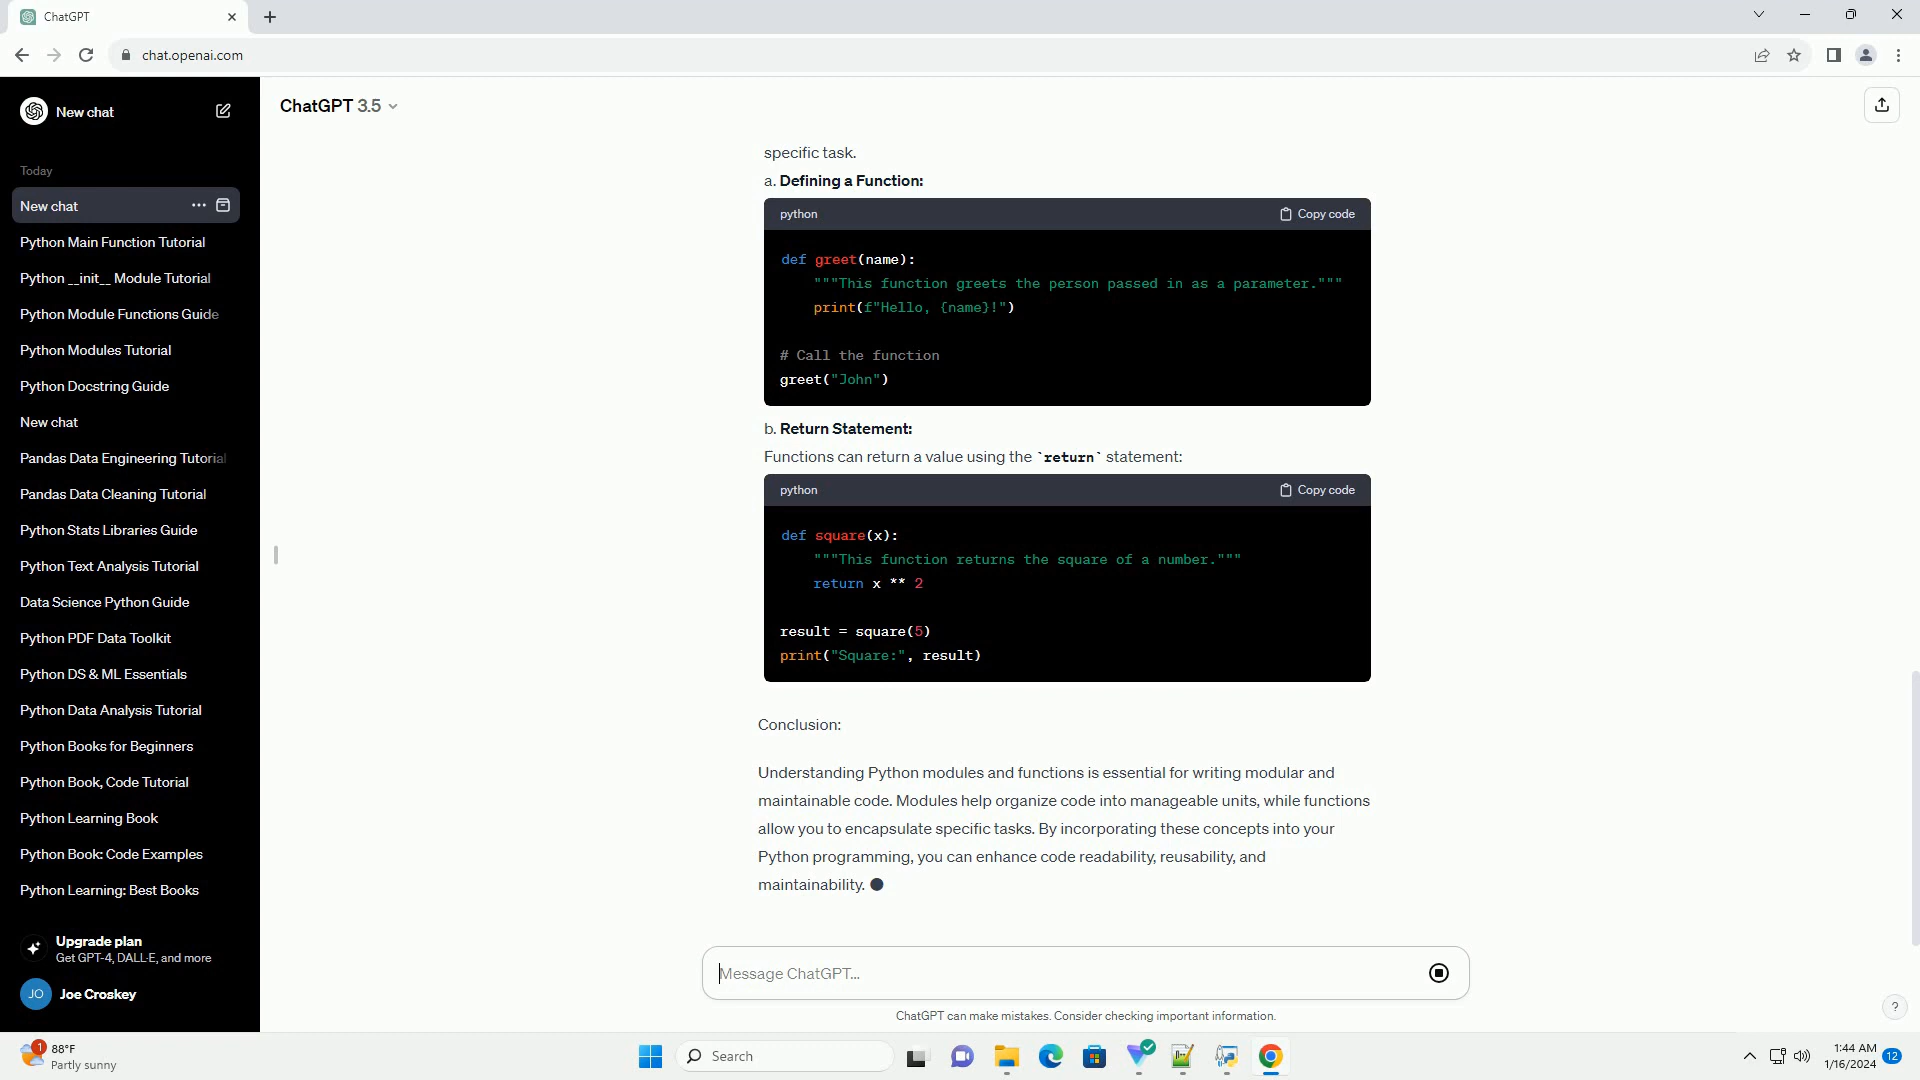 ChatGPT
chat.openai.com
New chat
Today
New chat
Python Main Function Tutorial
Python __init__ Module Tutorial
Python Module Functions Guide
Python Modules Tutorial
Python Docstring Guide
New chat
Pandas Data Engineering Tutorial
Pandas Data Cleaning Tutorial
Python Stats Libraries Guide
Python Text Analysis Tutorial
Data Science Python Guide
Python PDF Data Toolkit
Python DS & ML Essentials
Python Data Analysis Tutorial
Python Books for Beginners
Python Book, Code Tutorial
Python Learning Book
Python Book: Code Examples
Python Learning: Best Books
Upgrade plan
Get GPT-4, DALL·E, and more
JO Joe Croskey
ChatGPT 3.5
specific task.
a. Defining a Function:
python Copy code
def greet(name):
    """This function greets the person passed in as a parameter."""
    print(f"Hello, {name}!")
# Call the function
greet("John")
b. Return Statement:
Functions can return a value using the `return` statement:
python Copy code
def square(x):
    """This function returns the square of a number."""
    return x ** 2
result = square(5)
print("Square:", result)
Conclusion:
Understanding Python modules and functions is essential for writing modular and
maintainable code. Modules help organize code into manageable units, while functions
allow you to encapsulate specific tasks. By incorporating these concepts into your
Python programming, you can enhance code readability, reusability, and
maintainability.
Message ChatGPT...
ChatGPT can make mistakes. Consider checking important information.
?
1
88°F
Partly sunny
Search
1:44 AM
1/16/2024
12